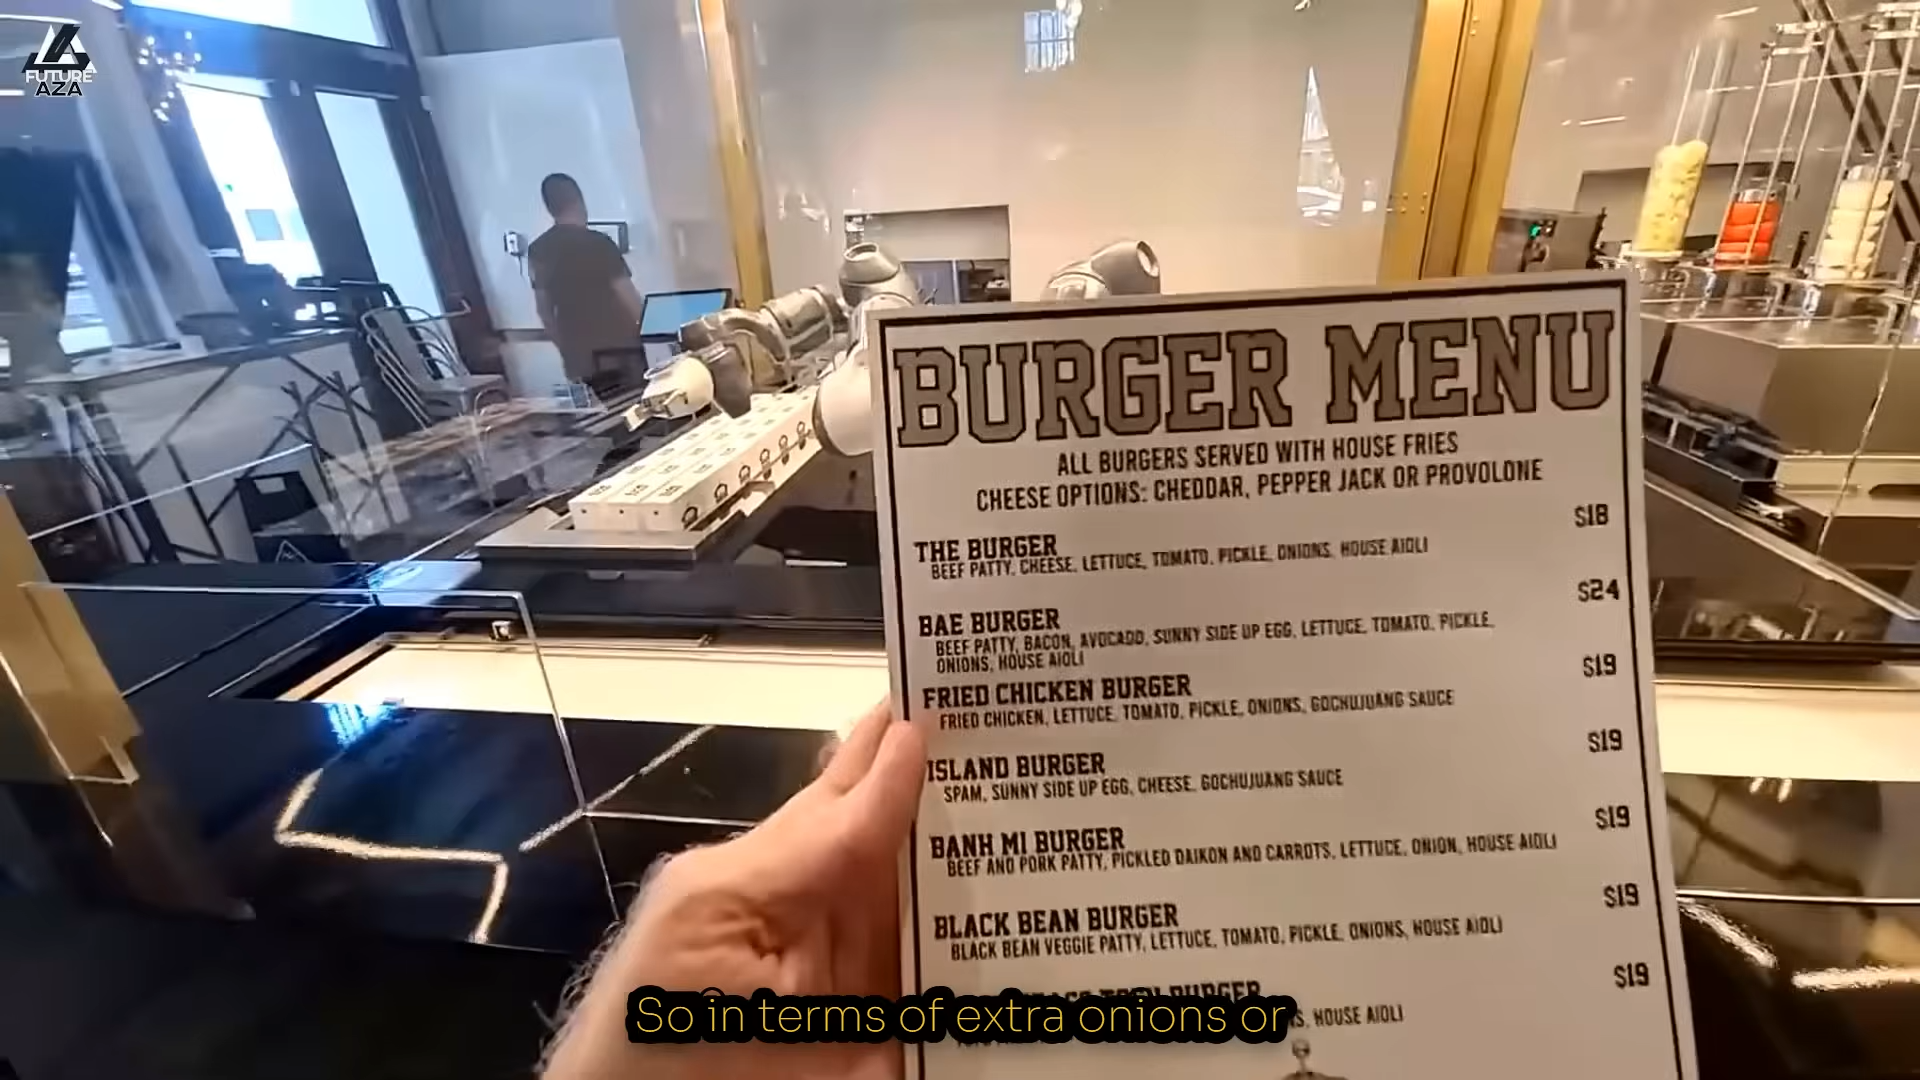 FUTURE
AZA
BURGER MENU
ALL BURGERS SERVED WITH HOUSE FRIES
CHEESE OPTIONS: CHEDDAR, PEPPER JACK OR PROVOLONE
THE BURGER $18
BEEF PATTY, CHEESE, LETTUCE, TOMATO, PICKLE, ONIONS, HOUSE AIOLI
BAE BURGER $24
BEEF PATTY, BACON, AVOCADO, SUNNY SIDE UP EGG, LETTUCE, TOMATO, PICKLE,
ONIONS, HOUSE AIOLI
FRIED CHICKEN BURGER $19
FRIED CHICKEN, LETTUCE, TOMATO, PICKLE, ONIONS, GOCHUJUANG SAUCE
ISLAND BURGER $19
SPAM, SUNNY SIDE UP EGG, CHEESE, GOCHUJUANG SAUCE
BANH MI BURGER $19
BEEF AND PORK PATTY, PICKLED DAIKON AND CARROTS, LETTUCE, ONION, HOUSE AIOLI
BLACK BEAN BURGER $19
BLACK BEAN VEGGIE PATTY, LETTUCE, TOMATO, PICKLE, ONIONS, HOUSE AIOLI
BURGER $19
HOUSE AIOLI
So in terms of extra onions or